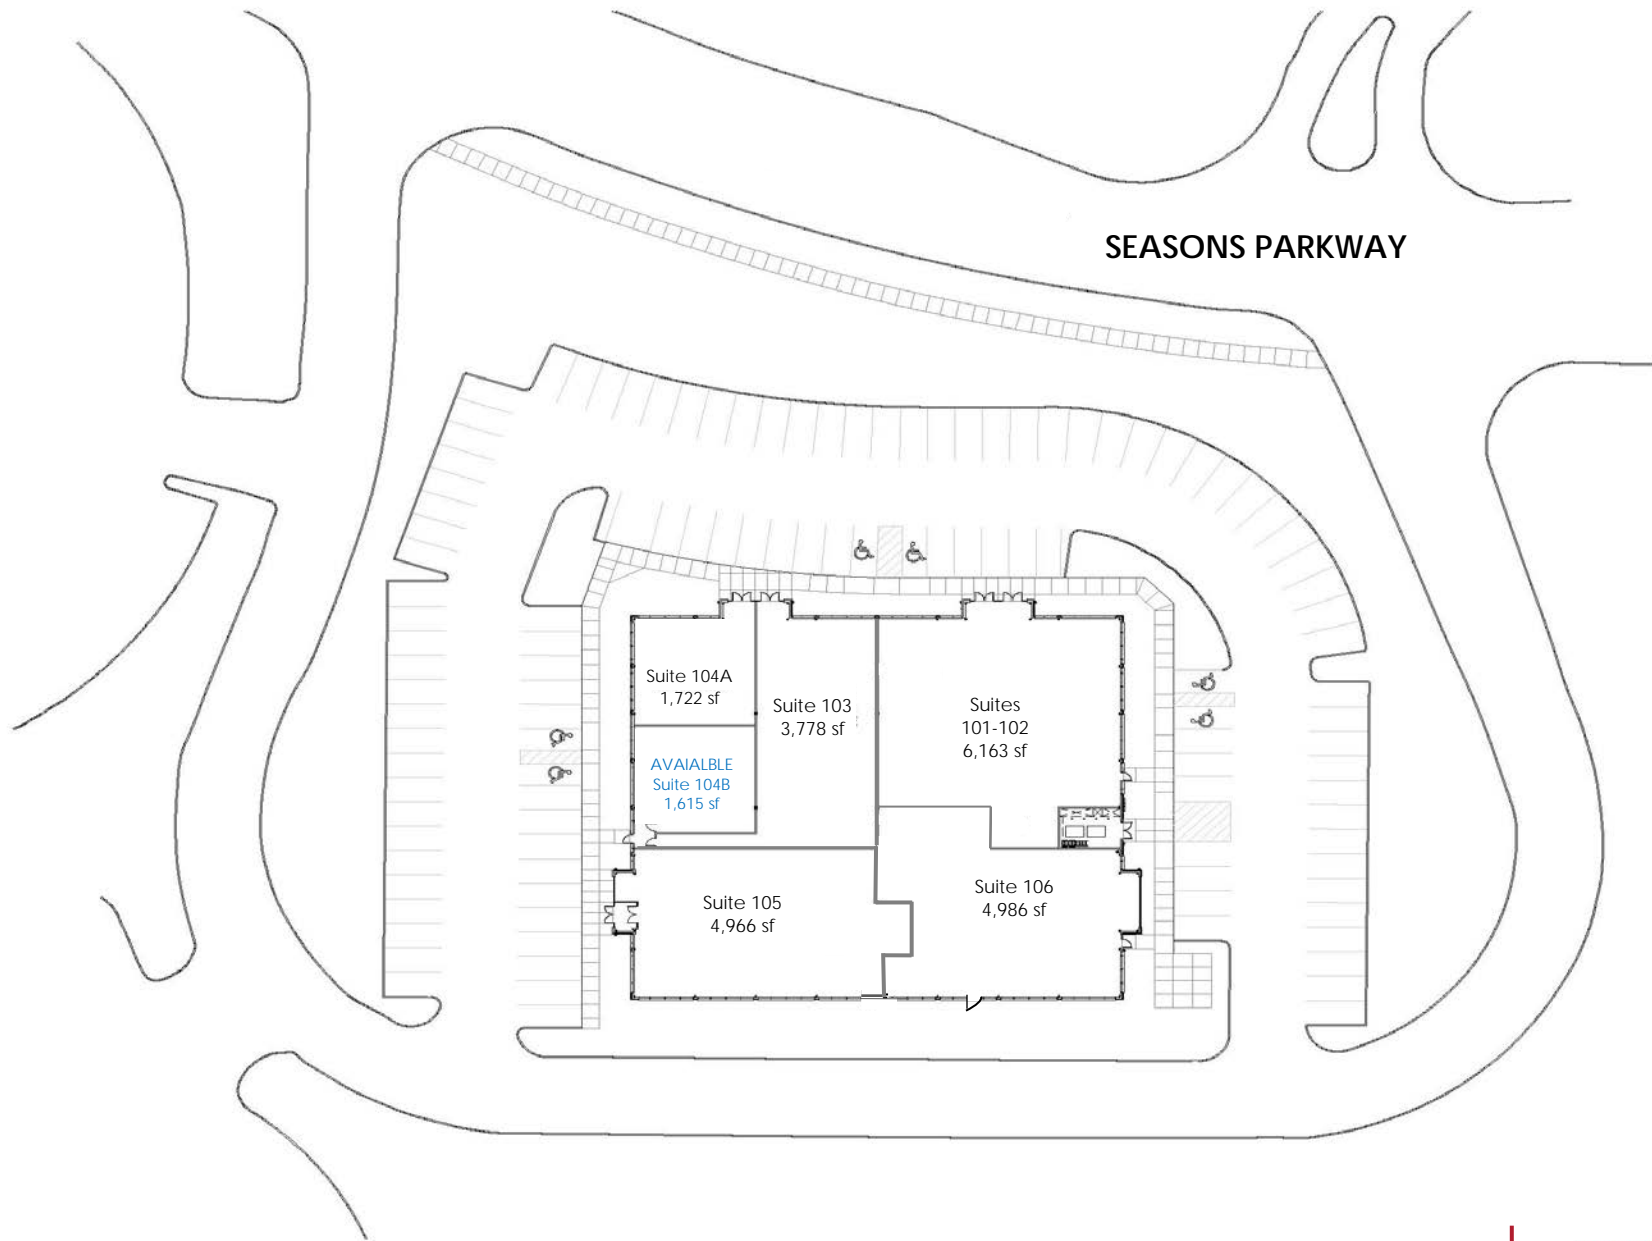 SEASONS PARKWAY
Suite 104A
1,722 sf
Suite 103
3,778 sf
Suites
101-102
6,163 sf
AVAIALBLE
Suite 104B
1,615 sf
Suite 105
4,966 sf
Suite 106
4,986 sf